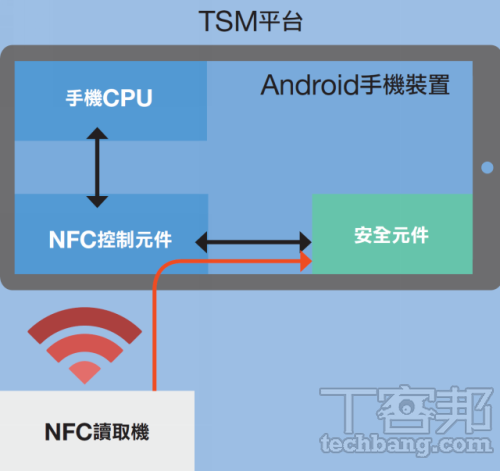 TSM平台
Android手機裝置
手機CPU
NFC控制元件
安全元件
NFC讀取機
T客邦
techbang.com